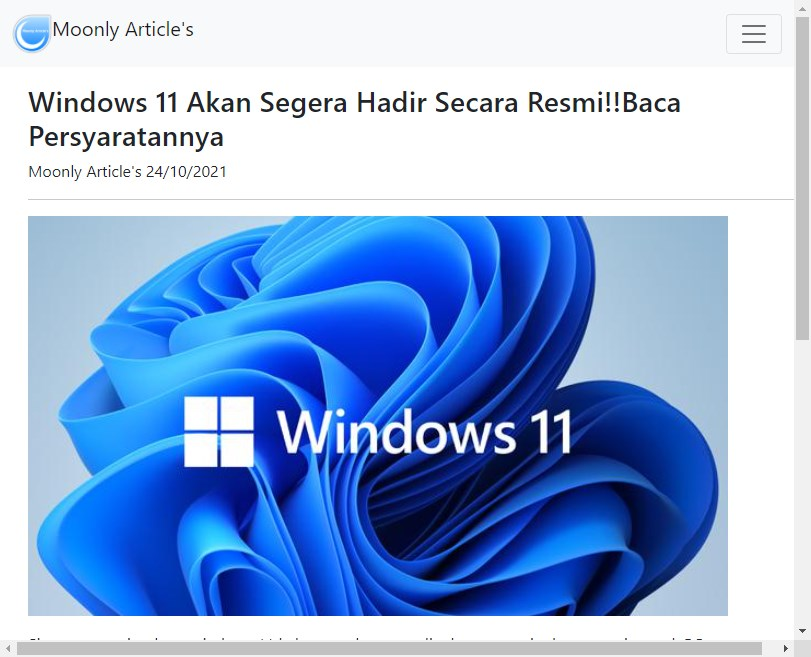 Moonly Article's
Windows 11 Akan Segera Hadir Secara Resmi!!Baca
Persyaratannya
Moonly Article's 24/10/2021
Windows 11